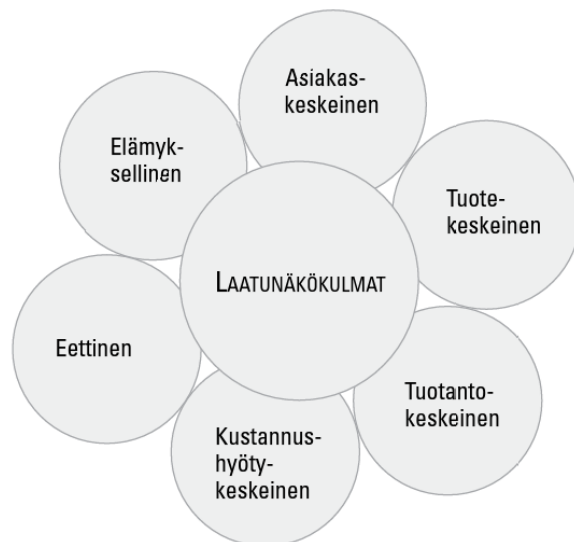 Asiakas-
keskeinen
Elämyk-
sellinen
Tuote-
keskeinen
LAATUNÄKÖKULMAT
Eettinen
Tuotanto-
keskeinen
Kustannus-
hyöty-
keskeinen